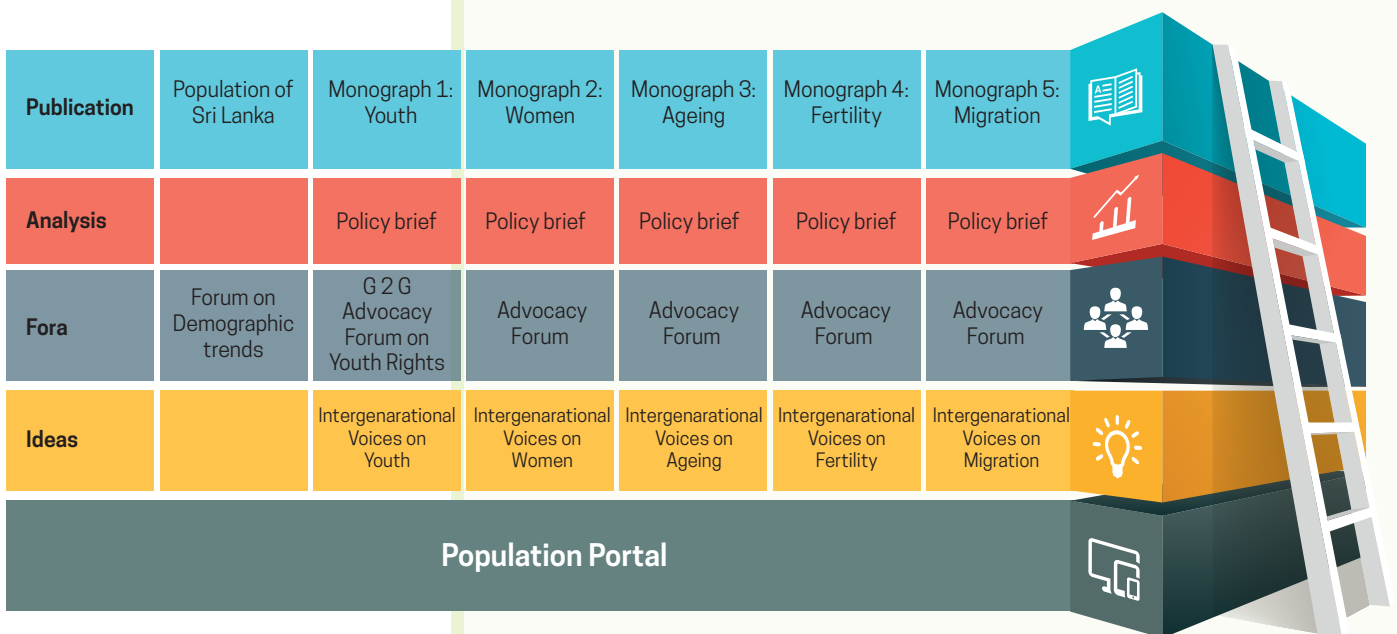 Publication
Population of
Sri Lanka
Monograph 1:
Youth
Monograph 2:
Women
Monograph 3:
Ageing
Monograph 4:
Fertility
Monograph 5:
Migration
Analysis
Policy brief
Policy brief
Policy brief
Policy brief
Policy brief
Fora
Forum on
Demographic
trends
G 2 G
Advocacy
Forum on
Youth Rights
Advocacy
Forum
Advocacy
Forum
Advocacy
Forum
Advocacy
Forum
Ideas
Intergenarational
Voices on
Youth
Intergenarational
Voices on
Women
Intergenarational
Voices on
Ageing
Intergenarational
Voices on
Fertility
Intergenarational
Voices on
Migration
Population Portal